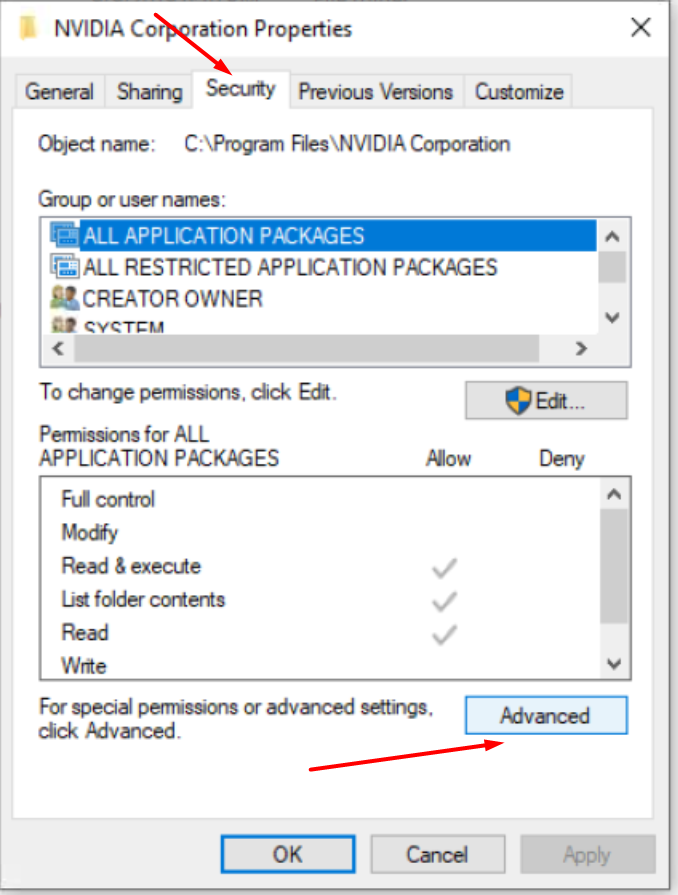 NVIDIA Corporation Properties
General Sharing Security Previous Versions Customize
Object name: C:\Program Files\NVIDIA Corporation
Group or user names:
ALL APPLICATION PACKAGES
ALL RESTRICTED APPLICATION PACKAGES
CREATOR OWNER
SYSTEM
To change permissions, click Edit.
Edit...
Permissions for ALL
APPLICATION PACKAGES Allow Deny
Full control
Modify
Read & execute
List folder contents
Read
Write
For special permissions or advanced settings,
click Advanced.
Advanced
OK Cancel Apply